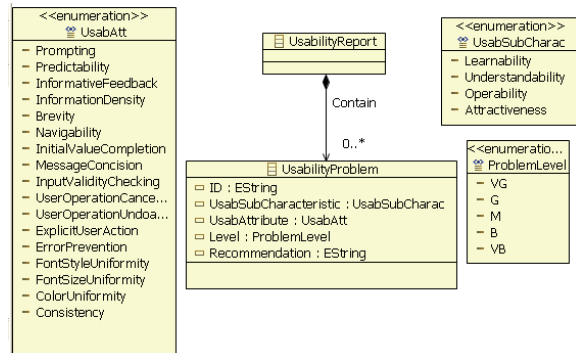 <<enumeration>>
UsabAtt
Prompting
Predictability
InformativeFeedback
InformationDensity
Brevity
Navigability
InitialValueCompletion
MessageConcision
InputValidityChecking
UserOperationCance...
UserOperationUndoa...
ExplicitUserAction
ErrorPrevention
FontStyleUniformity
FontSizeUniformity
ColorUniformity
Consistency
UsabilityReport
Contain
0..*
UsabilityProblem
ID : EString
UsabSubCharacteristic : UsabSubCharac
UsabAttribute : UsabAtt
Level : ProblemLevel
Recommendation : EString
<<enumeration>>
UsabSubCharac
Learnability
Understandability
Operability
Attractiveness
<<enumeratio...
ProblemLevel
VG
G
M
B
VB